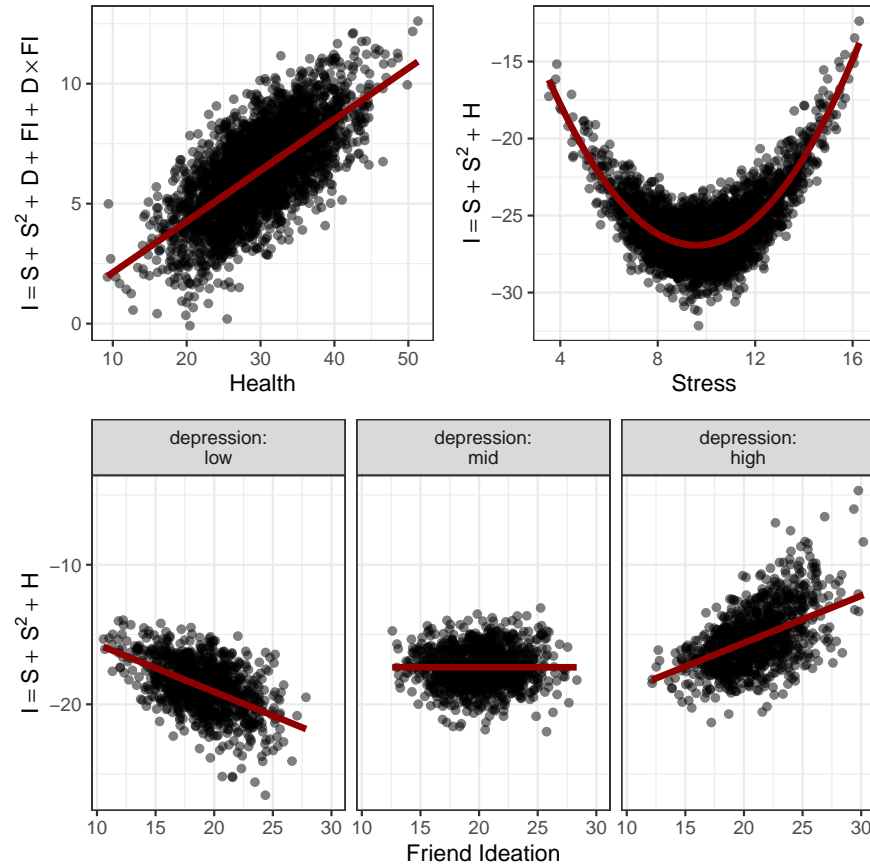 I = S + S² + D + FI + D×FI
10
5
0
10 20 30 40 50
Health
I = S + S² + H
−15
−20
−25
−30
4 8 12 16
Stress
depression:
low
depression:
mid
depression:
high
I = S + S² + H
−10
−20
10 15 20 25 30
10 15 20 25 30
10 15 20 25 30
Friend Ideation